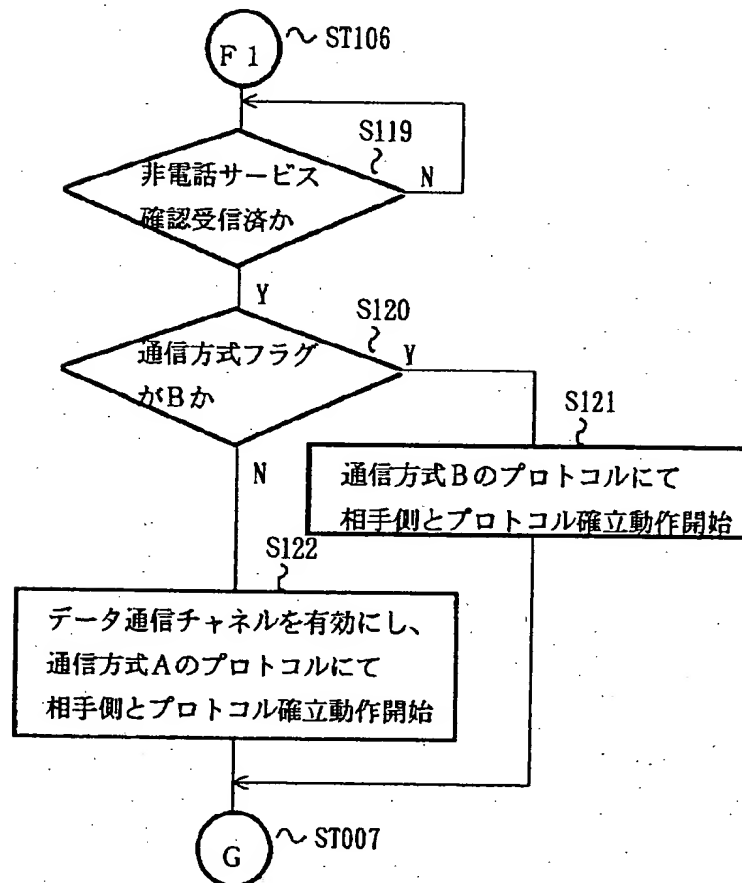 F1
ST106
S119
非電話サービス
確認受信済か
N
Y
S120
通信方式フラグ
がBか
Y
N
S121
通信方式Bのプロトコルにて
相手側とプロトコル確立動作開始
S122
データ通信チャネルを有効にし、
通信方式Aのプロトコルにて
相手側とプロトコル確立動作開始
G
ST007